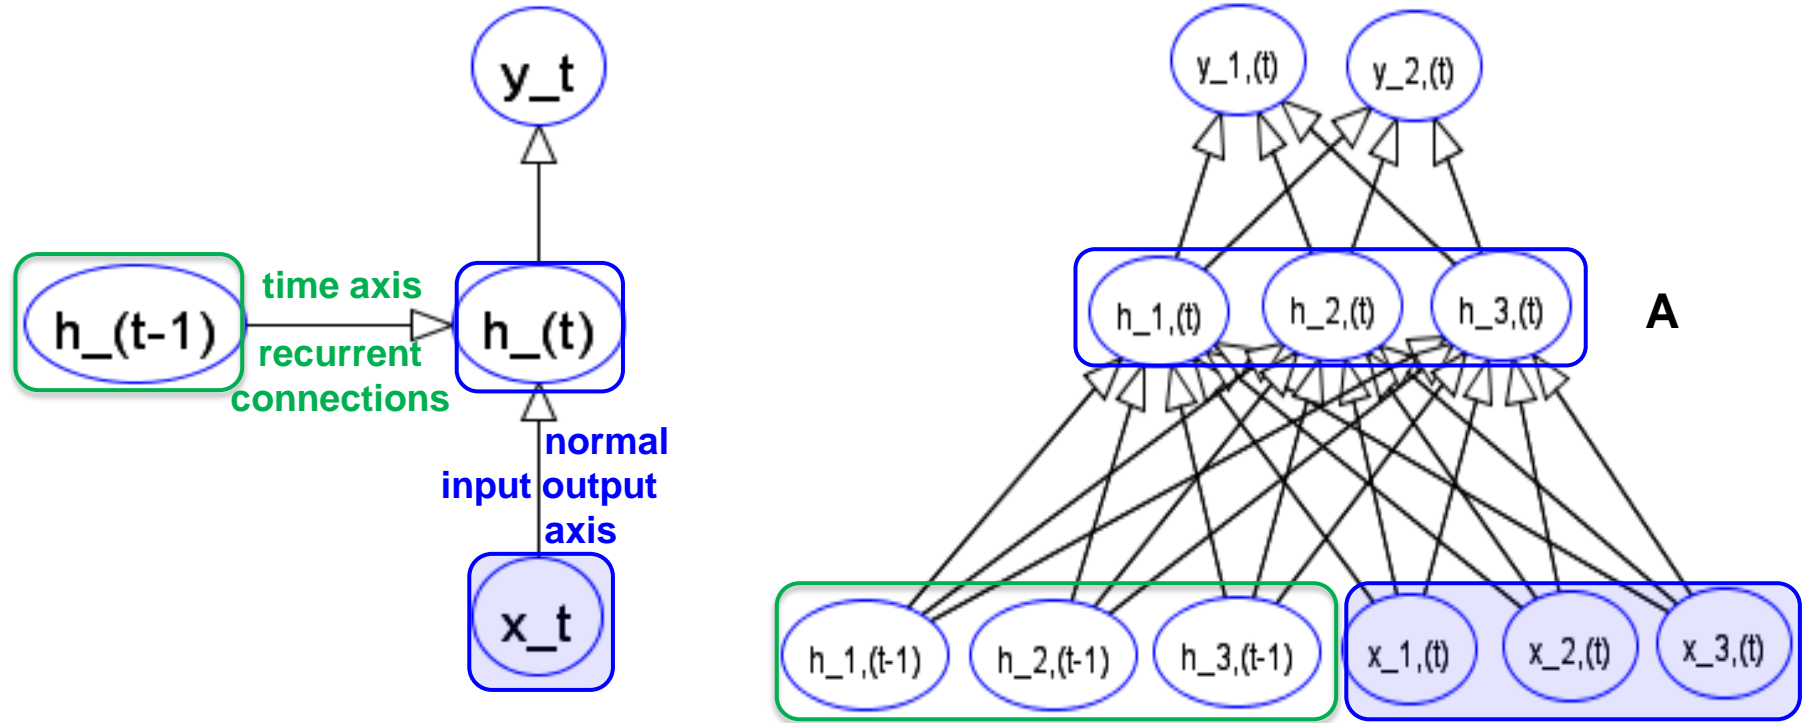 y_t
h_(t-1)
time axis
recurrent
connections
h_(t)
normal
input output
axis
x_t
y_1,(t)
y_2,(t)
h_1,(t)
h_2,(t)
h_3,(t)
A
h_1,(t-1)
h_2,(t-1)
h_3,(t-1)
x_1,(t)
x_2,(t)
x_3,(t)